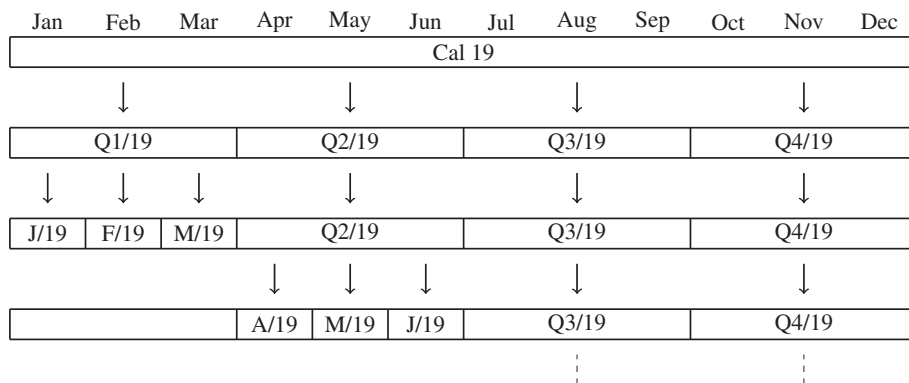 Jan Feb Mar Apr May Jun Jul Aug Sep Oct Nov Dec
Cal 19
Q1/19 Q2/19 Q3/19 Q4/19
J/19 F/19 M/19 Q2/19 Q3/19 Q4/19
A/19 M/19 J/19 Q3/19 Q4/19